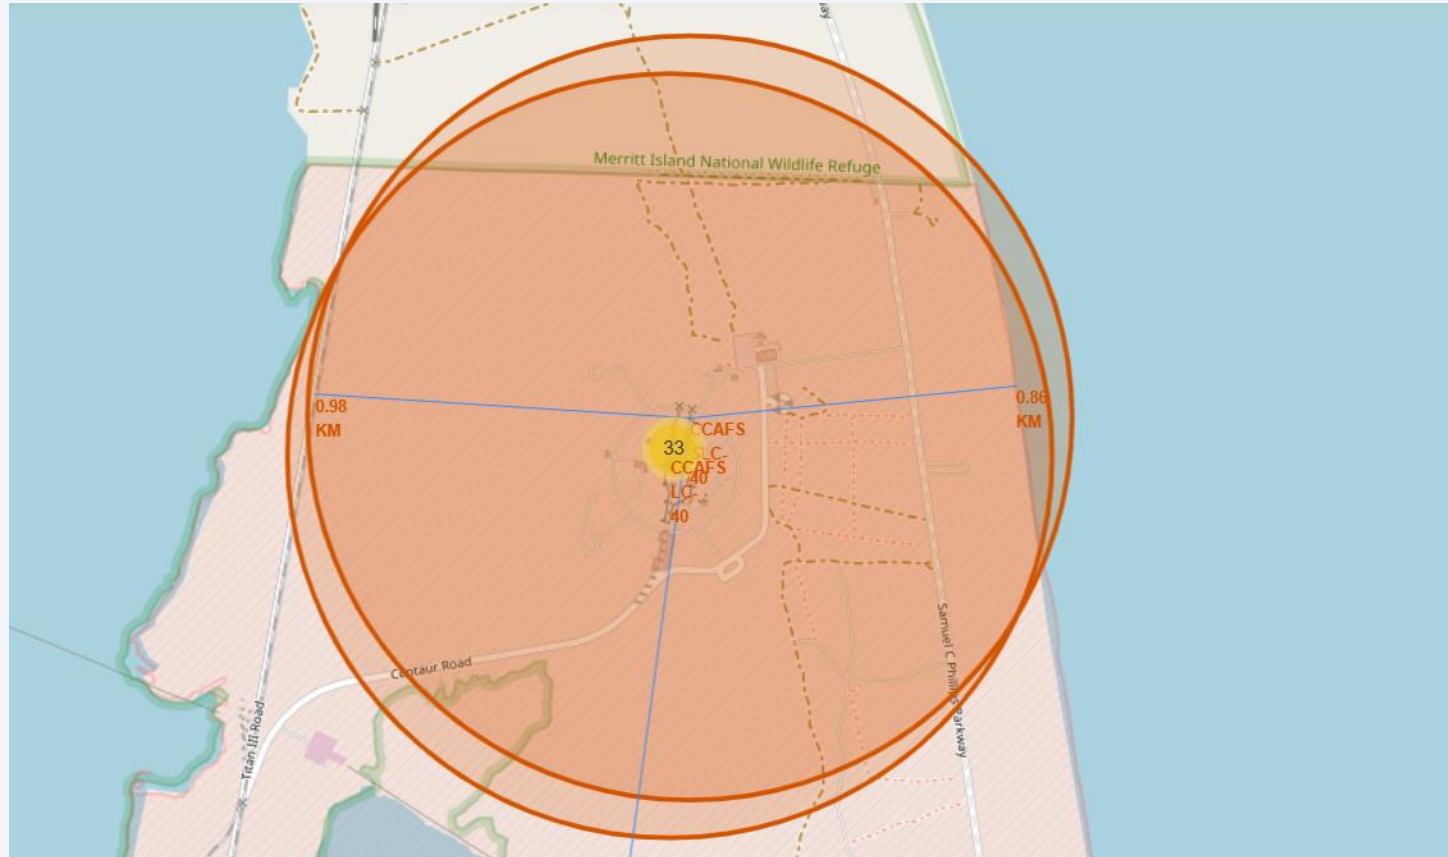 Merritt Island National Wildlife Refuge
0.98
KM
0.86
KM
CCAFS
SLC-
40
33
CCAFS
LC-
40
Centaur Road
Titan III Road
Samuel C Phillips Parkway